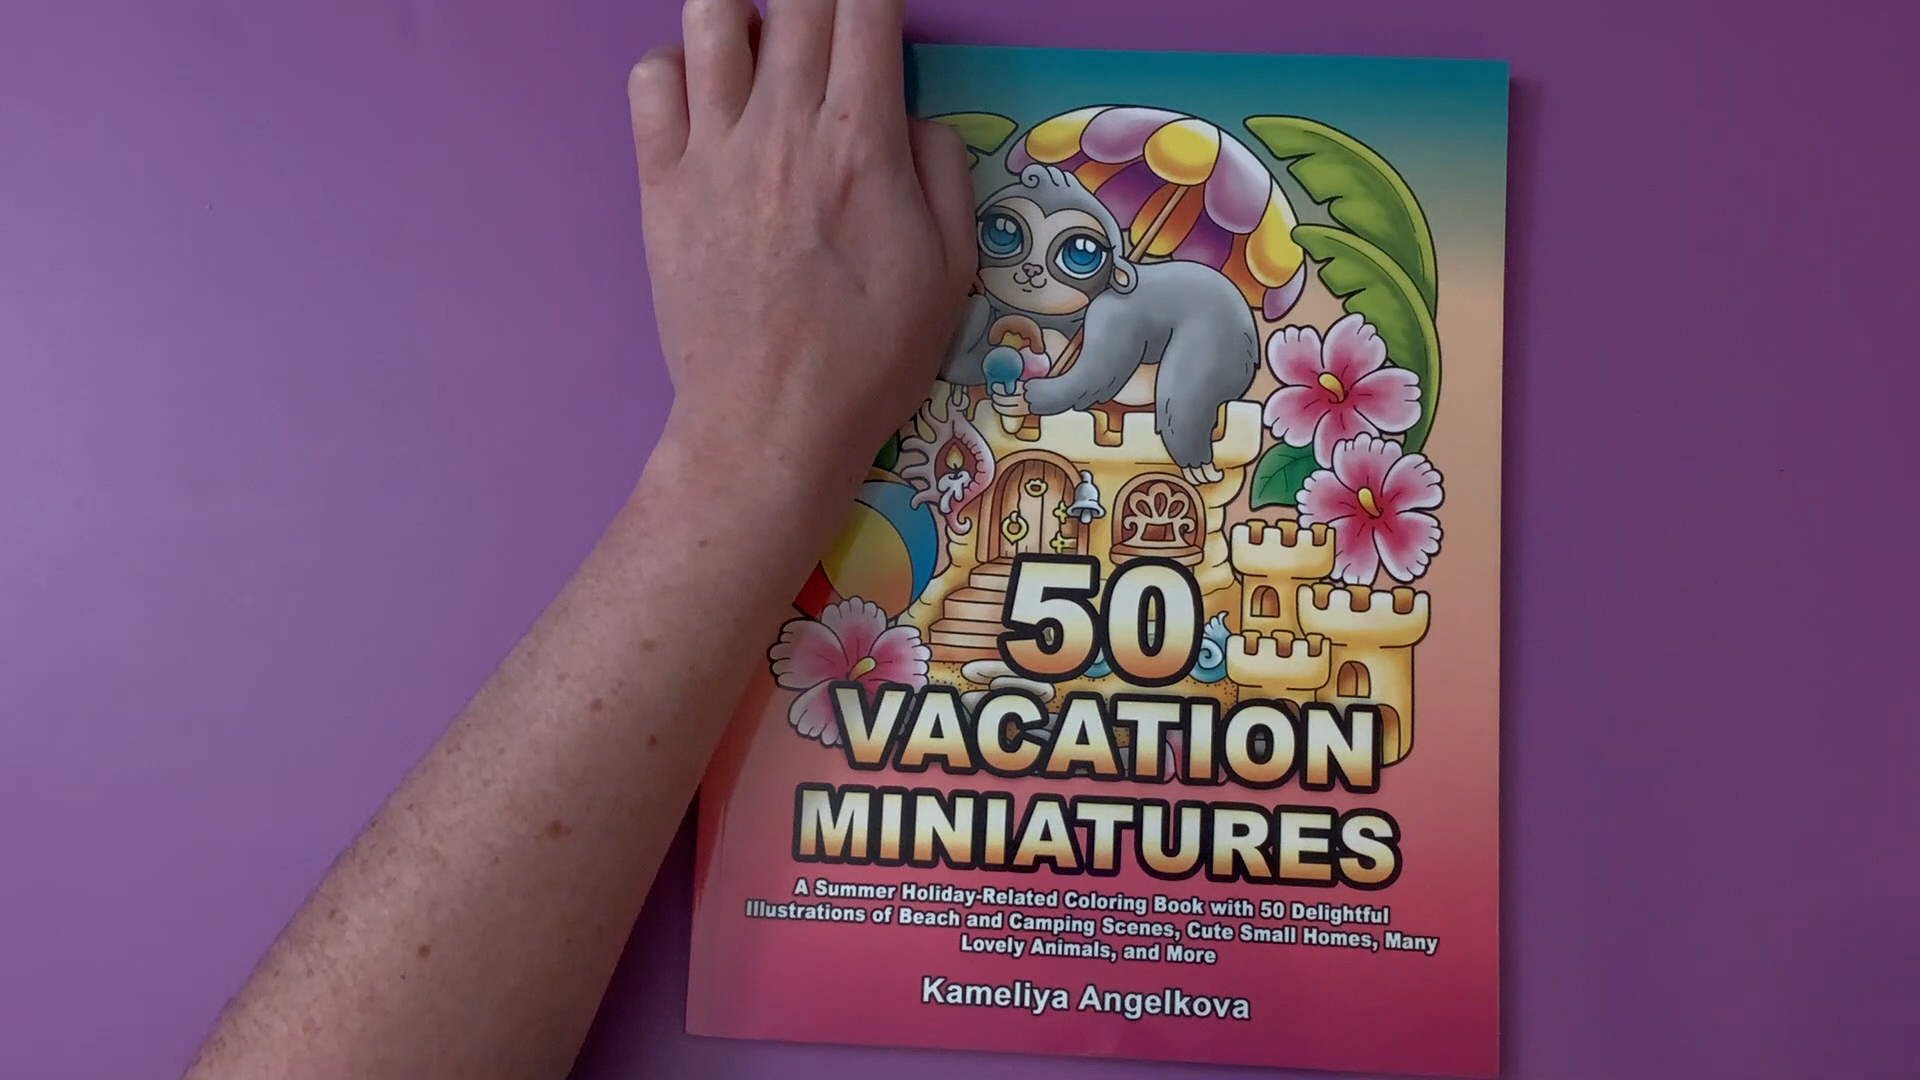 50
VACATION
MINIATURES
A Summer Holiday-Related Coloring Book with 50 Delightful
Illustrations of Beach and Camping Scenes, Cute Small Homes, Many
Lovely Animals, and More
Kameliya Angelkova